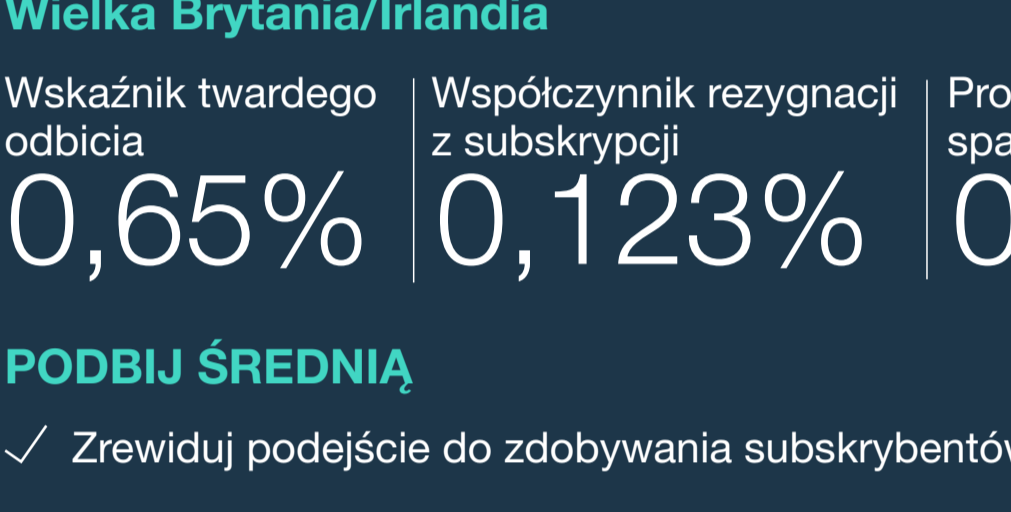 Wielka Brytania/Irlandia
Wskaźnik twardego
odbicia
0,65%
Współczynnik rezygnacji
z subskrypcji
0,123%
PODBIJ ŚREDNIĄ
✓ Zrewiduj podejście do zdobywania